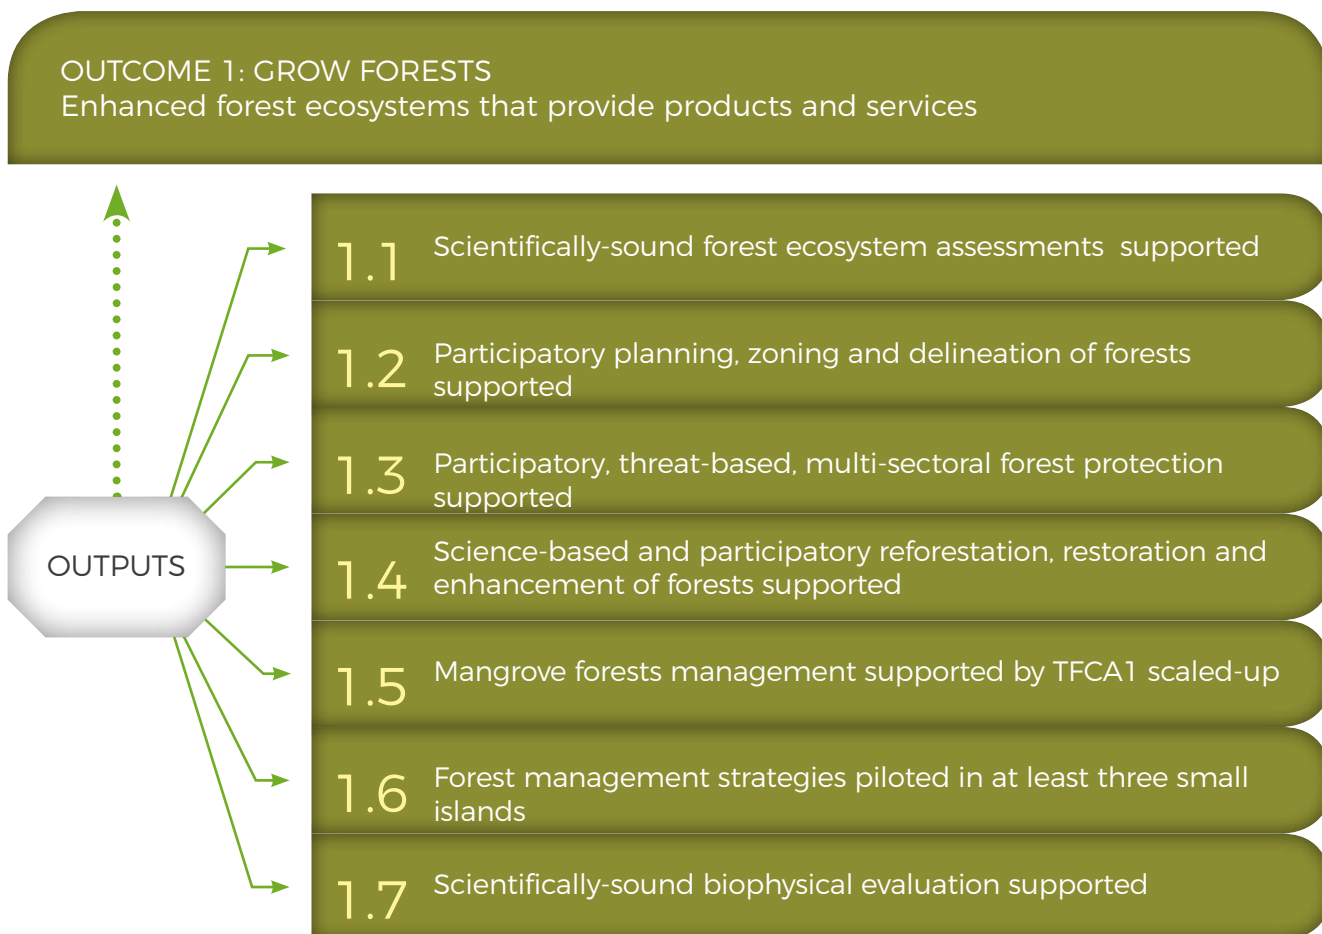 OUTCOME 1: GROW FORESTS
Enhanced forest ecosystems that provide products and services
1.1 Scientifically-sound forest ecosystem assessments supported
1.2 Participatory planning, zoning and delineation of forests
supported
1.3 Participatory, threat-based, multi-sectoral forest protection
supported
OUTPUTS
1.4 Science-based and participatory reforestation, restoration and
enhancement of forests supported
1.5 Mangrove forests management supported by TFCA1 scaled-up
1.6 Forest management strategies piloted in at least three small
islands
1.7 Scientifically-sound biophysical evaluation supported